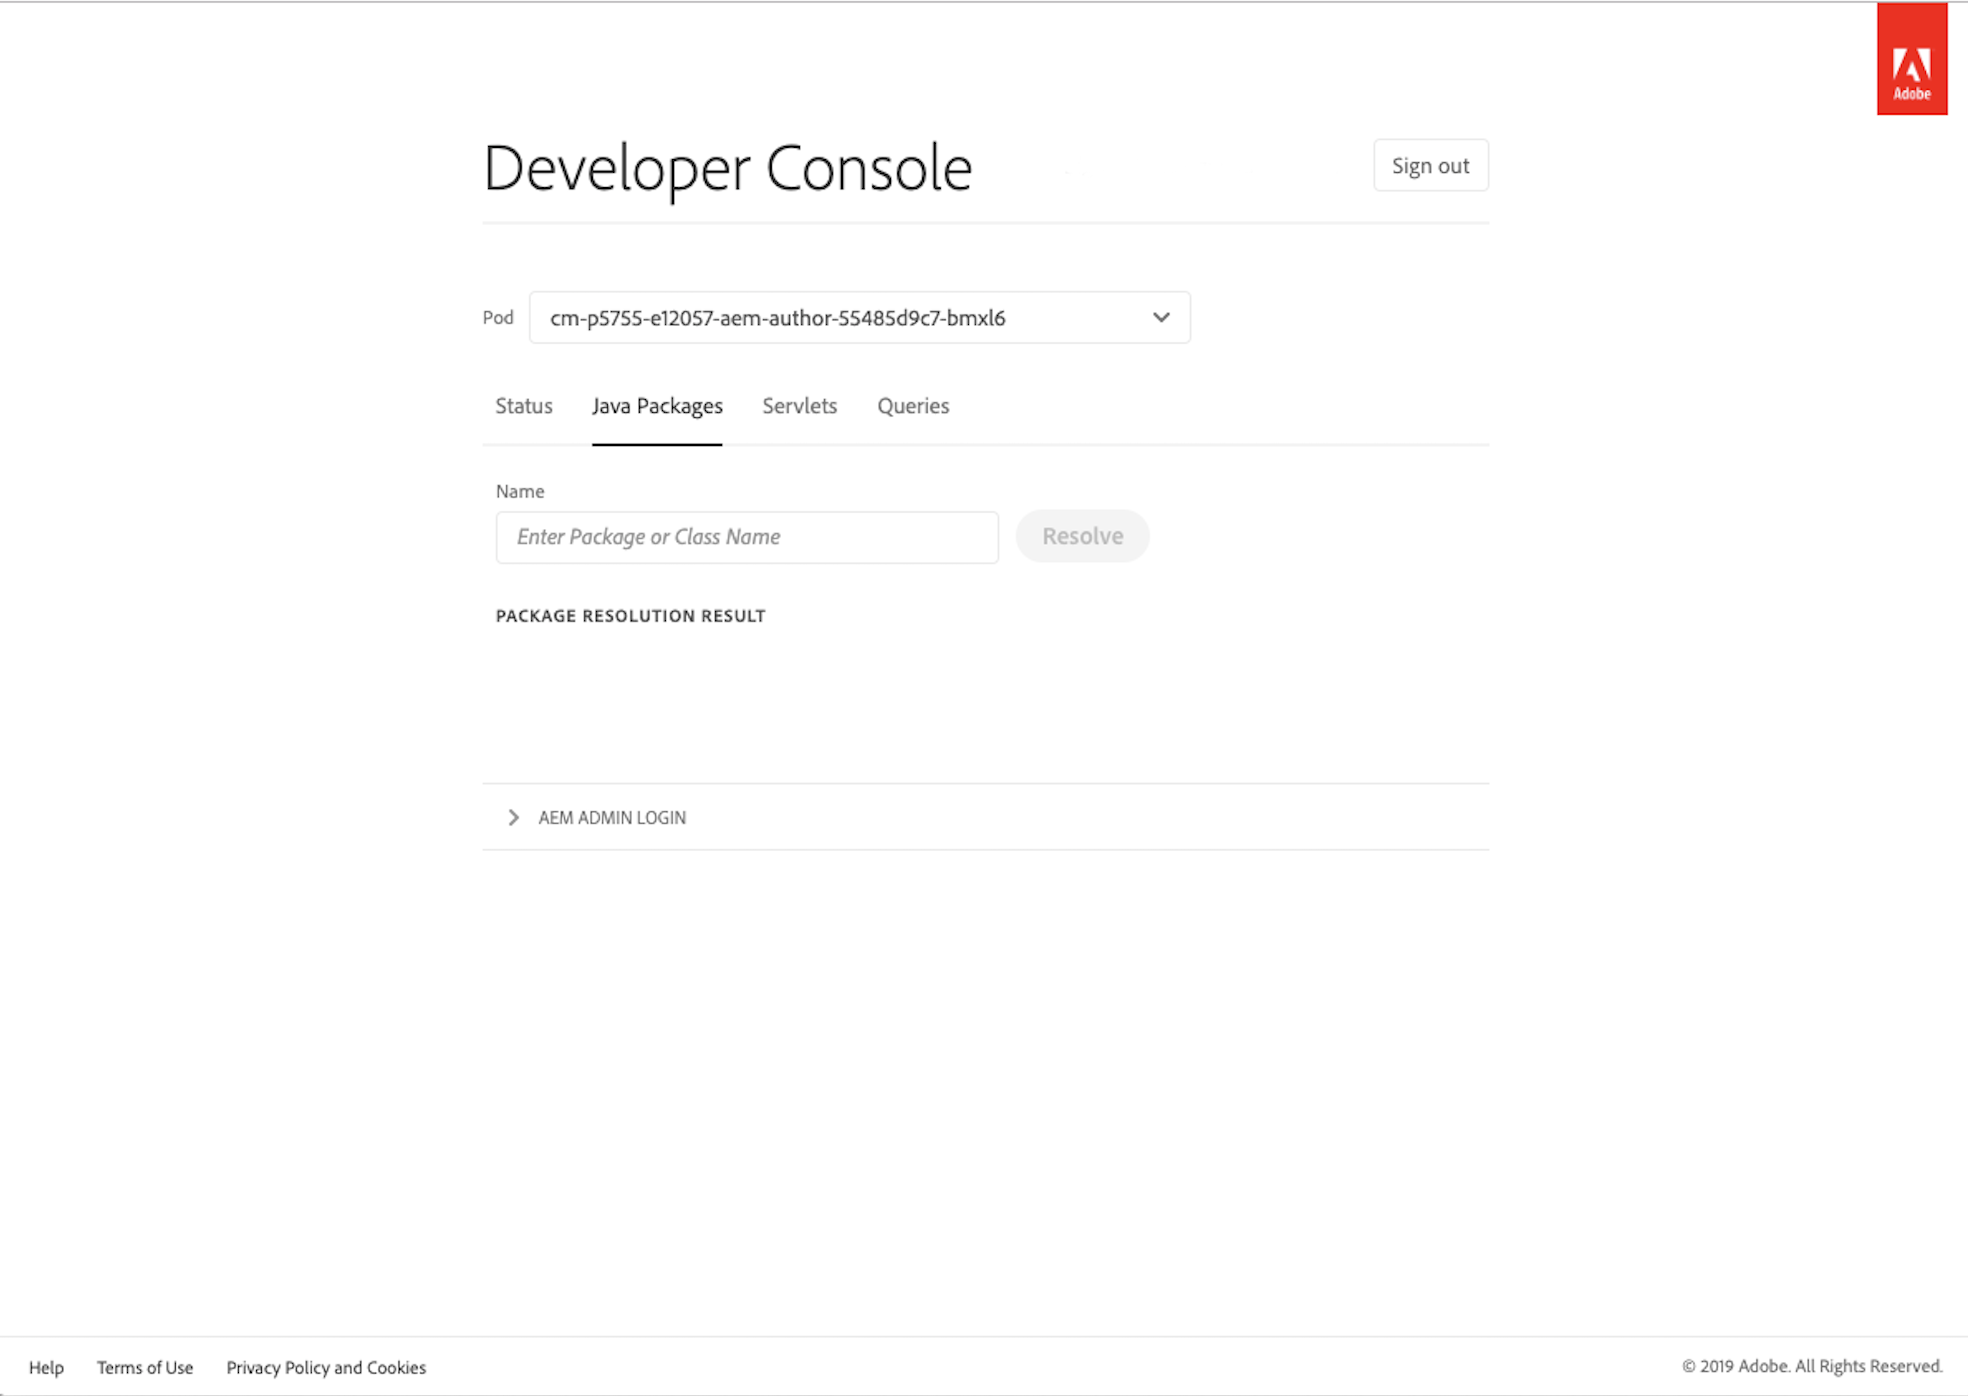 Adobe
Developer Console
Sign out
Pod cm-p5755-e12057-aem-author-55485d9c7-bmxl6
Status Java Packages Servlets Queries
Name
Enter Package or Class Name Resolve
PACKAGE RESOLUTION RESULT
AEM ADMIN LOGIN
Help Terms of Use Privacy Policy and Cookies © 2019 Adobe. All Rights Reserved.